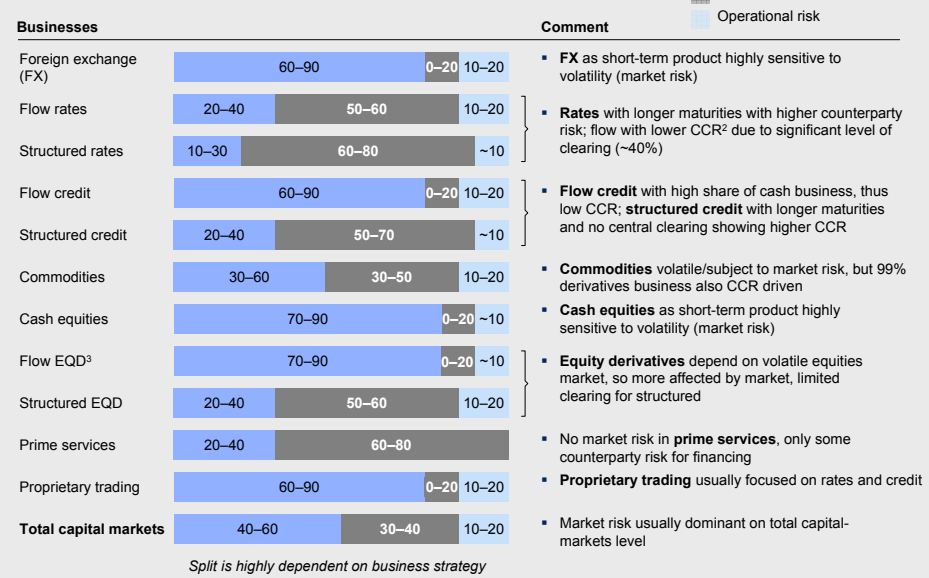 Operational risk
Businesses
Comment
Foreign exchange
(FX)
60–90
0–20
10–20
▪ FX as short-term product highly sensitive to
volatility (market risk)
Flow rates
20–40
50–60
10–20
Structured rates
10–30
60–80
~10
▪ Rates with longer maturities with higher counterparty
risk; flow with lower CCR² due to significant level of
clearing (~40%)
Flow credit
60–90
0–20
10–20
Structured credit
20–40
50–70
~10
▪ Flow credit with high share of cash business, thus
low CCR; structured credit with longer maturities
and no central clearing showing higher CCR
Commodities
30–60
30–50
10–20
▪ Commodities volatile/subject to market risk, but 99%
derivatives business also CCR driven
Cash equities
70–90
0–20
~10
▪ Cash equities as short-term product highly
sensitive to volatility (market risk)
Flow EQD³
70–90
0–20
~10
Structured EQD
20–40
50–60
10–20
▪ Equity derivatives depend on volatile equities
market, so more affected by market, limited
clearing for structured
Prime services
20–40
60–80
▪ No market risk in prime services, only some
counterparty risk for financing
Proprietary trading
60–90
0–20
10–20
▪ Proprietary trading usually focused on rates and credit
Total capital markets
40–60
30–40
10–20
▪ Market risk usually dominant on total capital-
markets level
Split is highly dependent on business strategy